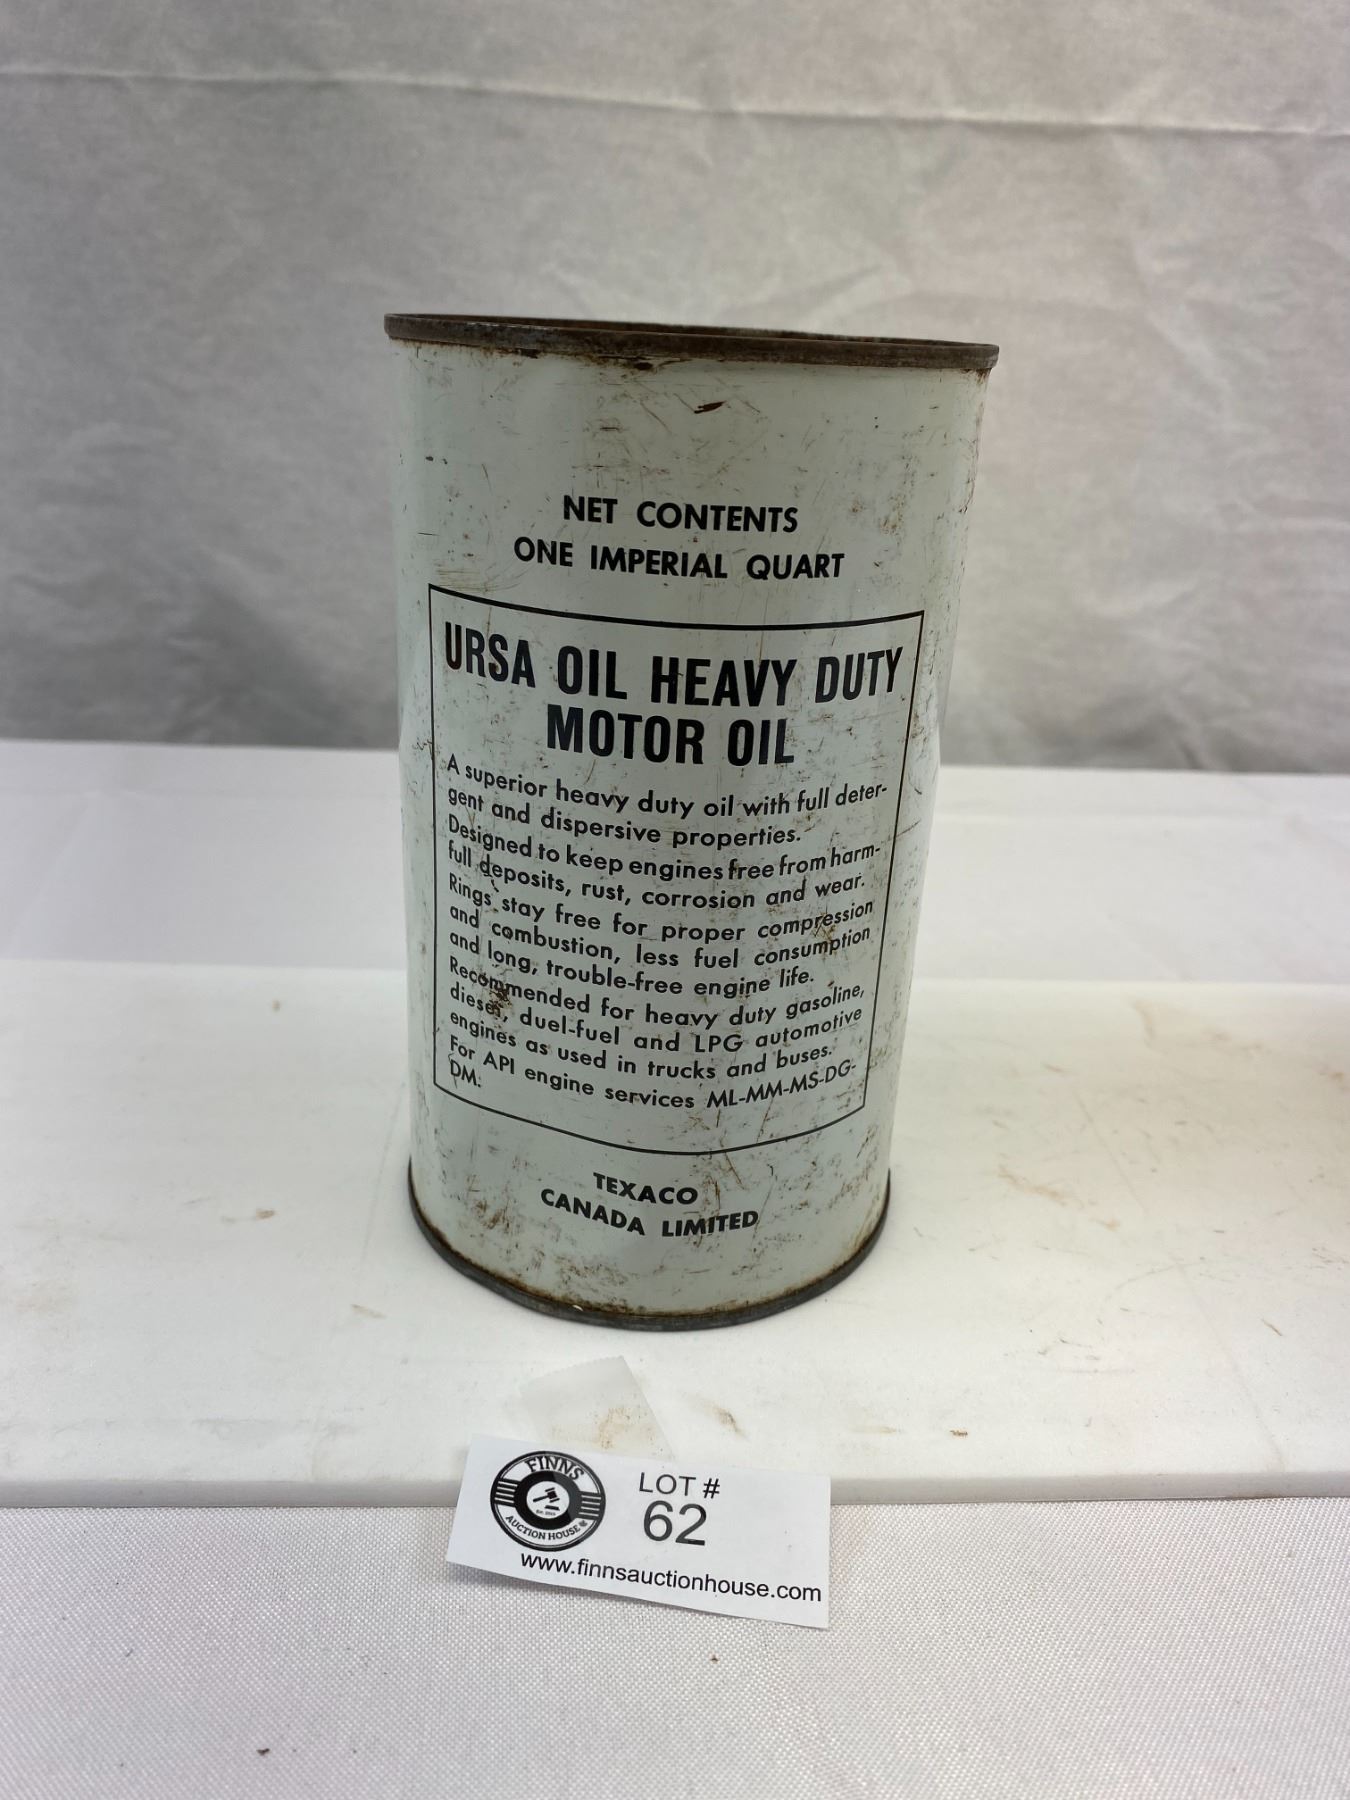 NET CONTENTS
ONE IMPERIAL QUART
URSA OIL HEAVY DUTY
MOTOR OIL
A superior heavy duty oil with full deter-
gent and dispersive properties.
Designed to keep engines free from harm-
full deposits, rust, corrosion and wear.
Rings stay free for proper compression
and combustion, less fuel consumption
and long, trouble-free engine life.
Recommended for heavy duty gasoline,
diesel, duel-fuel and LPG automotive
engines as used in trucks and buses.
For API engine services ML-MM-MS-DG-
DM.
TEXACO
CANADA LIMITED
FINNS
AUCTION HOUSE
LOT #
62
www.finnsauctionhouse.com